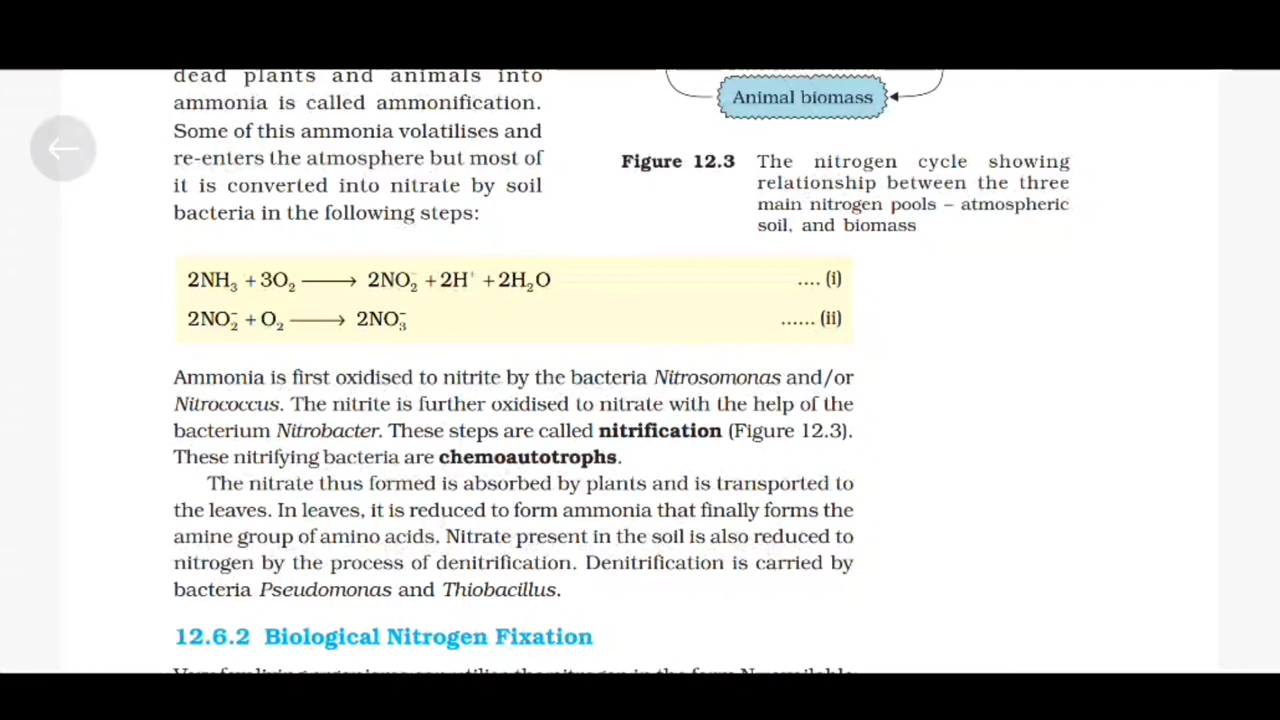 dead plants and animals into
ammonia is called ammonification.
Some of this ammonia volatilises and
re-enters the atmosphere but most of
it is converted into nitrate by soil
bacteria in the following steps:
Animal biomass
Figure 12.3 The nitrogen cycle showing
relationship between the three
main nitrogen pools – atmospheric
soil, and biomass
2NH₃ + 3O₂ ⟶ 2NO₂⁻ + 2H⁺ + 2H₂O .... (i)
2NO₂⁻ + O₂ ⟶ 2NO₃⁻ ...... (ii)
Ammonia is first oxidised to nitrite by the bacteria Nitrosomonas and/or
Nitrococcus. The nitrite is further oxidised to nitrate with the help of the
bacterium Nitrobacter. These steps are called nitrification (Figure 12.3).
These nitrifying bacteria are chemoautotrophs.
The nitrate thus formed is absorbed by plants and is transported to
the leaves. In leaves, it is reduced to form ammonia that finally forms the
amine group of amino acids. Nitrate present in the soil is also reduced to
nitrogen by the process of denitrification. Denitrification is carried by
bacteria Pseudomonas and Thiobacillus.
12.6.2 Biological Nitrogen Fixation